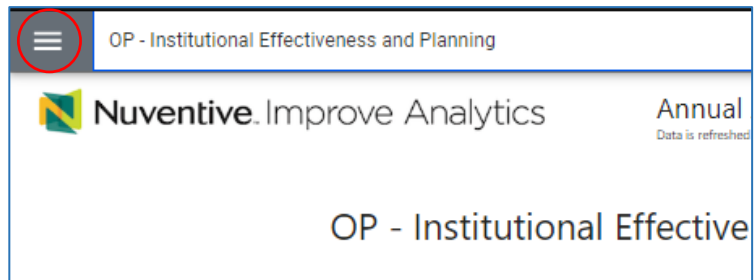 OP - Institutional Effectiveness and Planning
Nuventive. Improve Analytics
Annual
Data is refreshed
OP - Institutional Effective